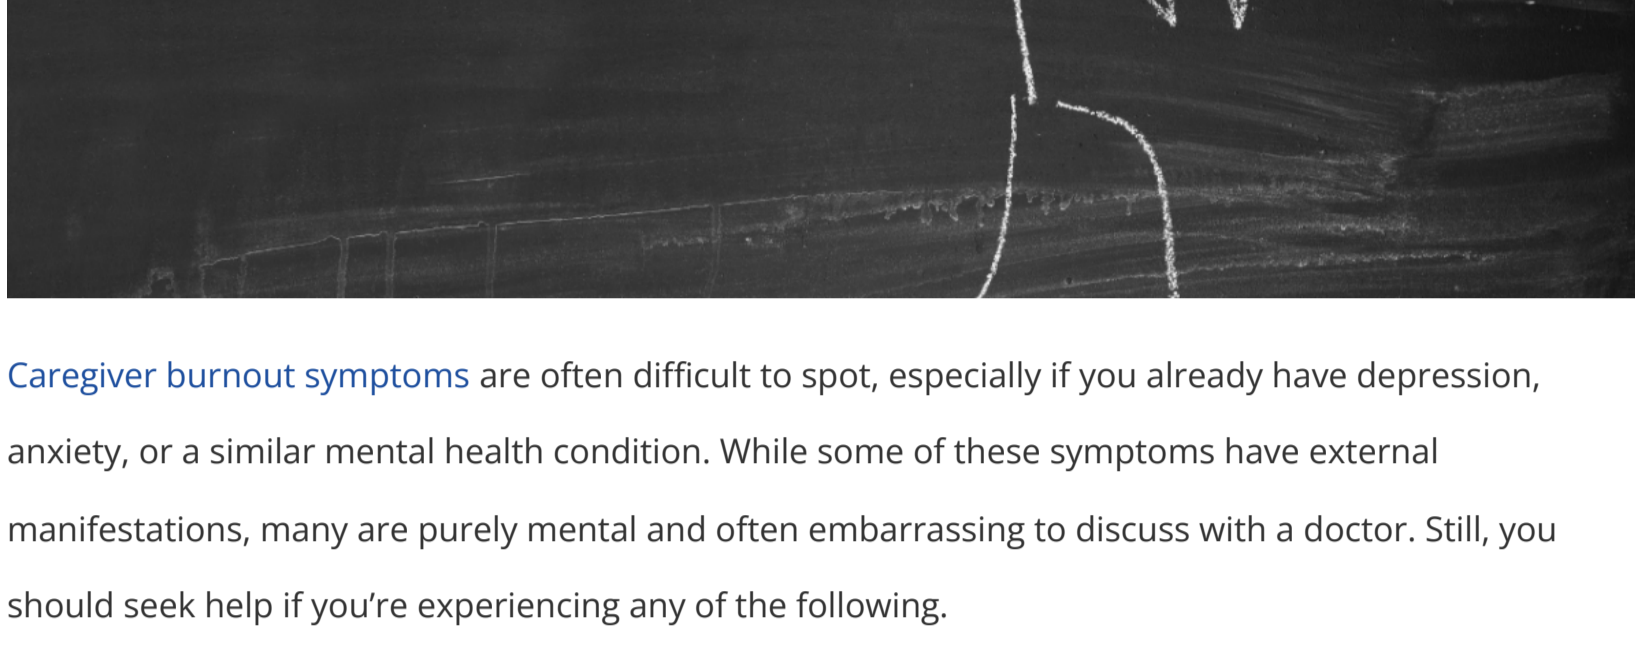 Caregiver burnout symptoms are often difficult to spot, especially if you already have depression,
anxiety, or a similar mental health condition. While some of these symptoms have external
manifestations, many are purely mental and often embarrassing to discuss with a doctor. Still, you
should seek help if you’re experiencing any of the following.